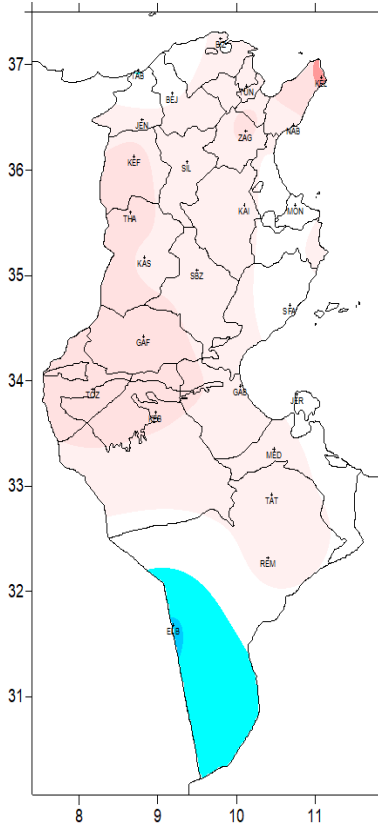 BIZ
37
TAB
KEL
BEJ
TUN
JEN
NAB
ZAG
KEF
SIL
36
THA
KAI
MON
KAS
SBZ
35
SFA
GAF
34
TOZ
GAB
JER
KEB
MED
33
TAT
REM
32
ELB
31
8 9 10 11